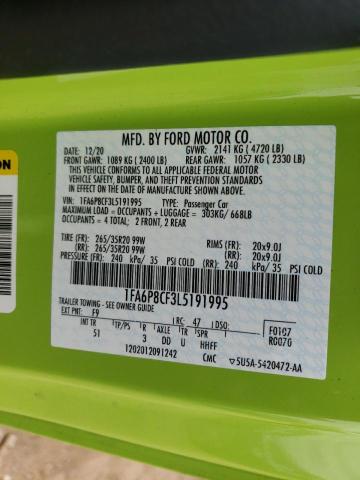 MFD. BY FORD MOTOR CO.
DATE: 12/20 GVWR: 2141 KG ( 4720 LB)
FRONT GAWR: 1089 KG ( 2400 LB) REAR GAWR: 1057 KG ( 2330 LB)
THIS VEHICLE CONFORMS TO ALL APPLICABLE FEDERAL MOTOR
VEHICLE SAFETY, BUMPER, AND THEFT PREVENTION STANDARDS IN
EFFECT ON THE DATE OF MANUFACTURE SHOWN ABOVE.
VIN: 1FA6P8CF3L5191995 TYPE: Passenger Car
MAXIMUM LOAD = OCCUPANTS + LUGGAGE = 303KG/ 668LB
OCCUPANTS = 4 TOTAL; 2 FRONT, 2 REAR
TIRE (F): 265/35R20 99W RIMS (F): 20x9.0J
(R): 265/35R20 99W (R): 20x9.0J
PRESSURE (F): 240 kPa/ 35 PSI COLD (R): 240 kPa/ 35 PSI COLD
1FA6P8CF3L5191995
TRAILER TOWING - SEE OWNER GUIDE
EXT PNT: F9 RC: 47 DSO:
INT TR TP/PS R AXLE TR SPR F0107
51 3 DD U HHFF R0070
1202012091242 CMC 5U5A-5420472-AA
ON